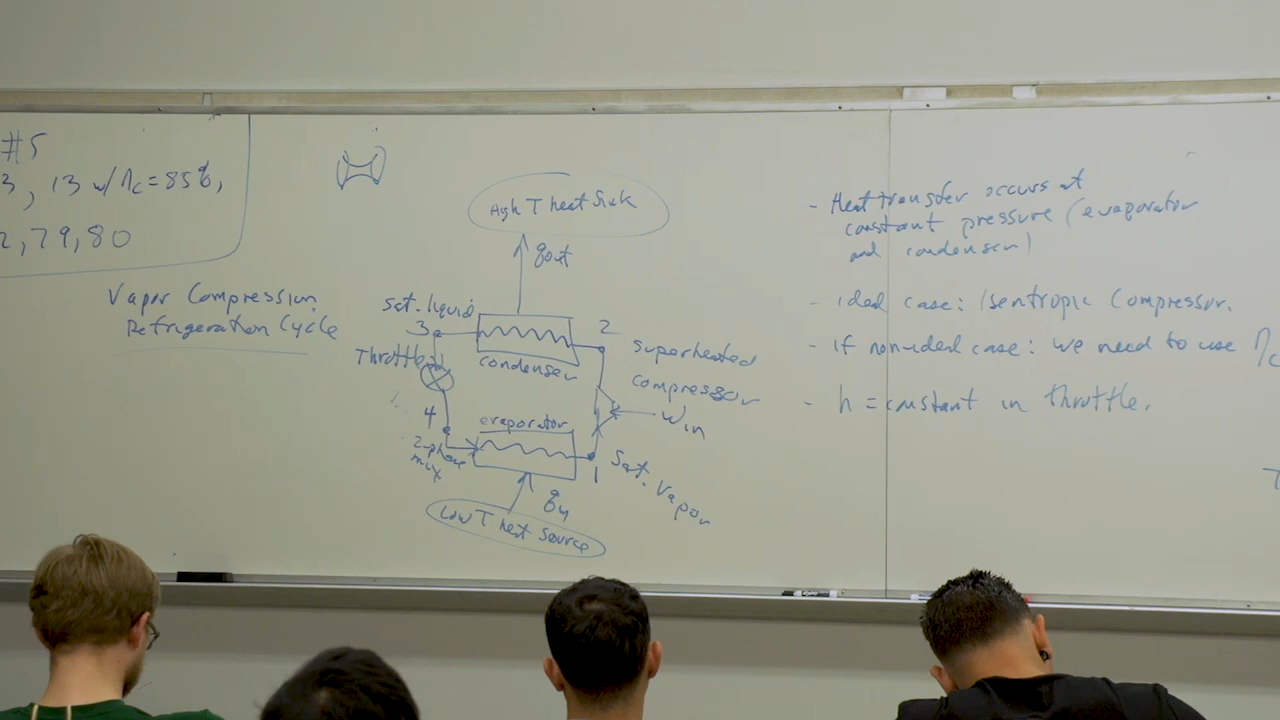 #5
3, 13 w/ηc=85%,
2,79,80
Vapor Compression
Refrigeration Cycle
High T heat Sink
qout
sat. liquid
3
2
Throttle
condenser
superheated
compressor
Win
4
evaporator
2-phase
mix
1
Sat. Vapor
qin
Low T heat Source
- Heat transfer occurs at
constant pressure (evaporator
and condenser)
- ideal case: Isentropic Compressor.
- if non-ideal case: we need to use ηc
- h = constant in throttle.
T